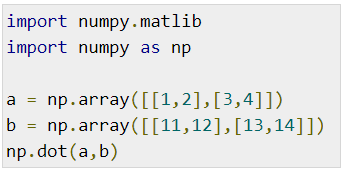 import numpy.matlib
import numpy as np

a = np.array([[1,2],[3,4]])
b = np.array([[11,12],[13,14]])
np.dot(a,b)